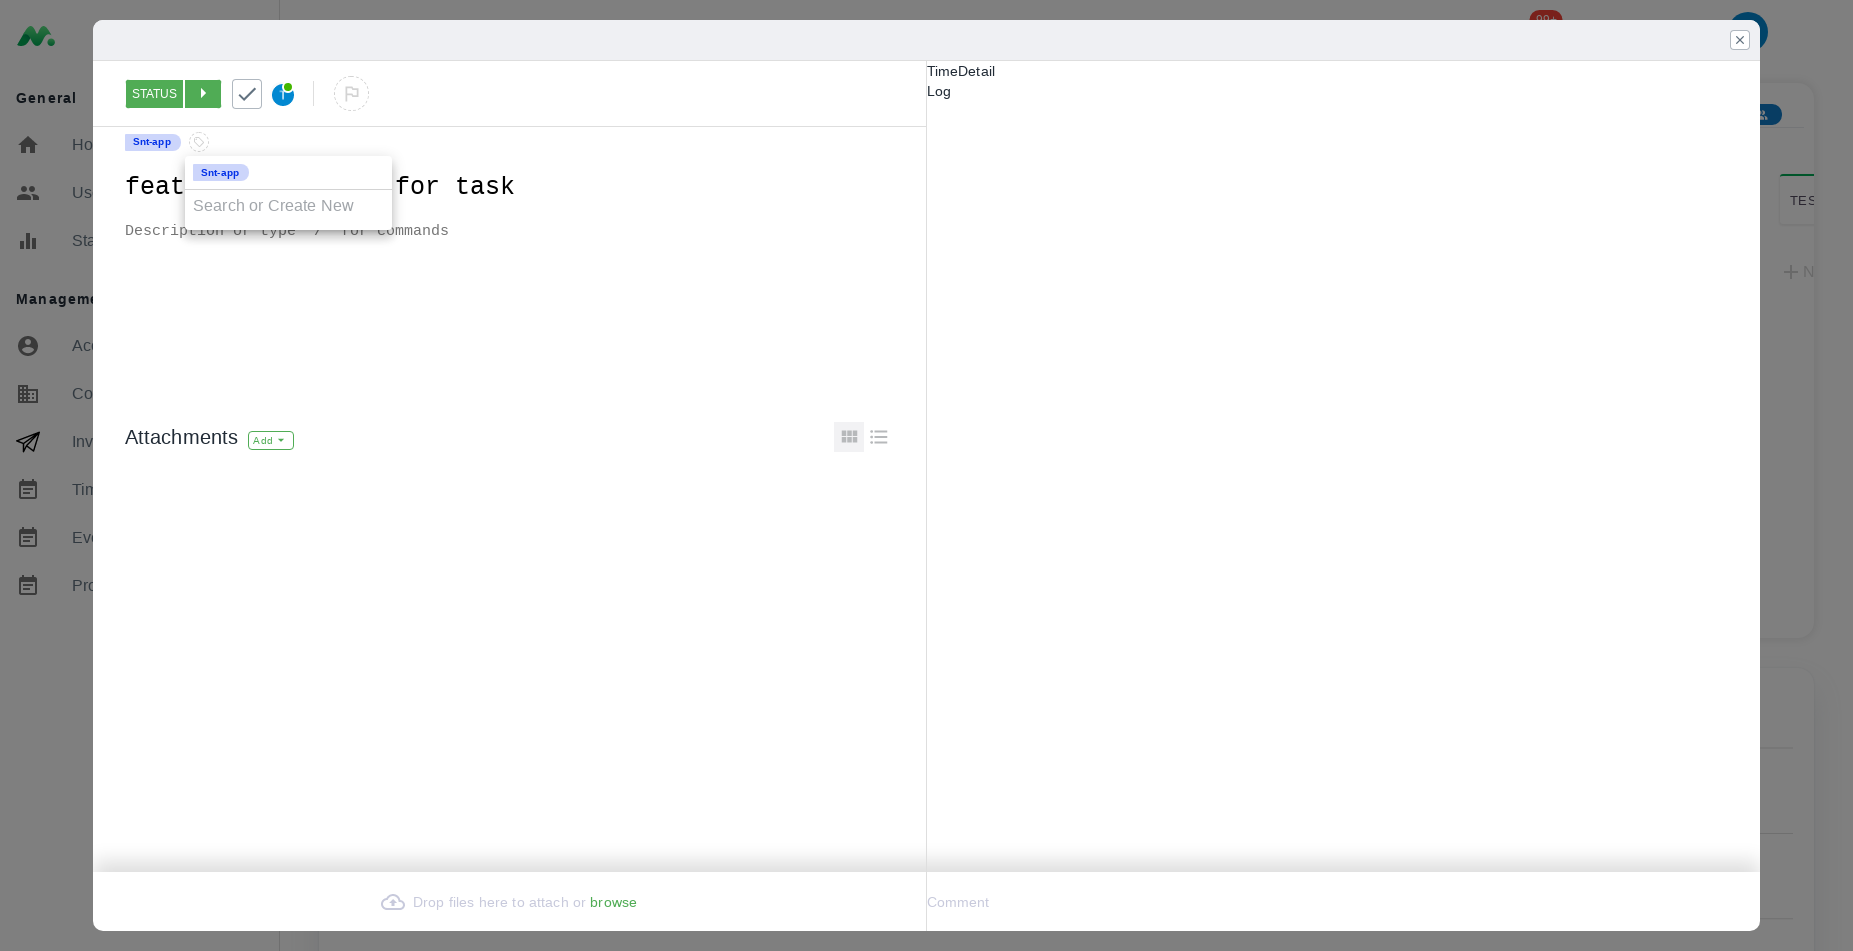 99+
General
Ho
Us
Sta
Manageme
Acc
Co
Inv
Tim
Eve
Pro
STATUS
T
Snt-app
Snt-app
Search or Create New
feat for task
Description or type '/' for commands
Attachments
Add
Drop files here to attach or browse
TimeDetail
Log
Comment
TES
N